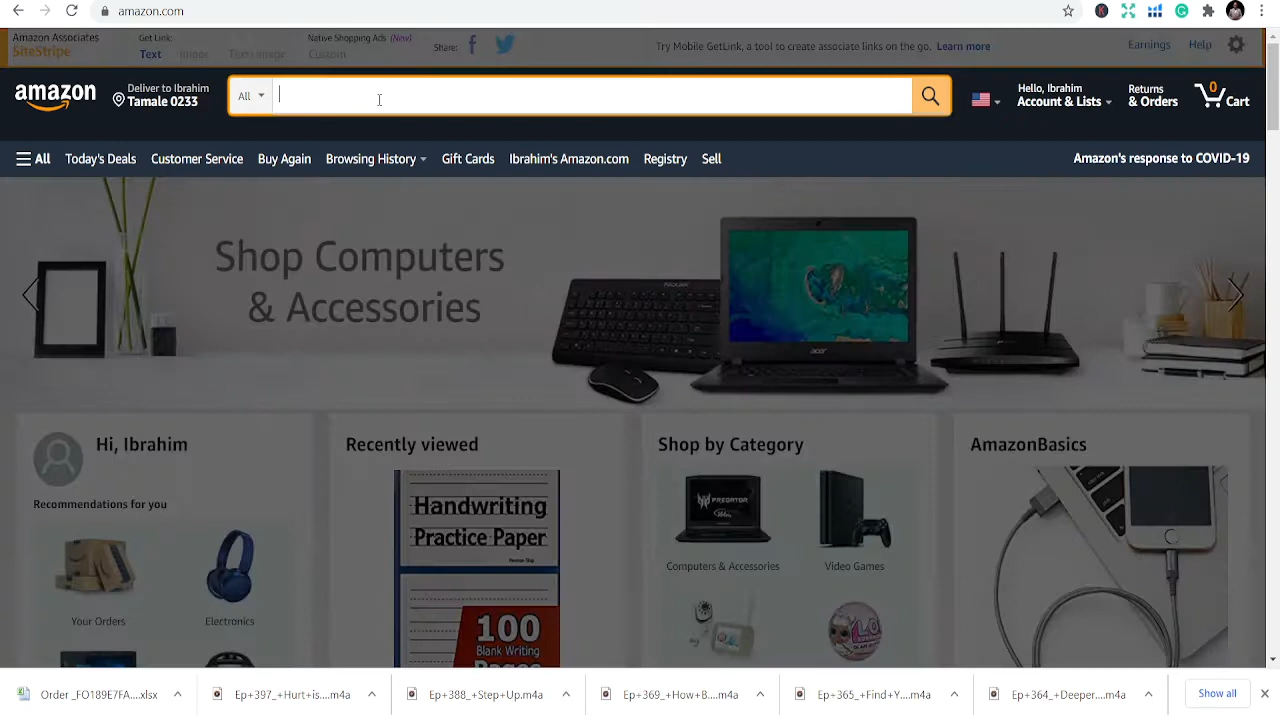 amazon.com
Amazon Associates
SiteStripe
Get Link:
Text Image Text+Image
Native Shopping Ads (New)
Custom
Share:
Try Mobile GetLink, a tool to create associate links on the go. Learn more
Earnings Help
amazon
Deliver to Ibrahim
Tamale 0233
All
Hello, Ibrahim
Account & Lists
Returns
& Orders
0
Cart
All Today's Deals Customer Service Buy Again Browsing History Gift Cards Ibrahim's Amazon.com Registry Sell
Amazon's response to COVID-19
Shop Computers
& Accessories
acer
Hi, Ibrahim
Recommendations for you
Your Orders
Electronics
Recently viewed
Handwriting
Practice Paper
100
Blank Writing
Pages
Shop by Category
PREDATOR
Computers & Accessories
Video Games
AmazonBasics
Order _FO189E7FA....xlsx
Ep+397_+Hurt+is....m4a
Ep+388_+Step+Up.m4a
Ep+369_+How+B....m4a
Ep+365_+Find+Y....m4a
Ep+364_+Deeper....m4a
Show all